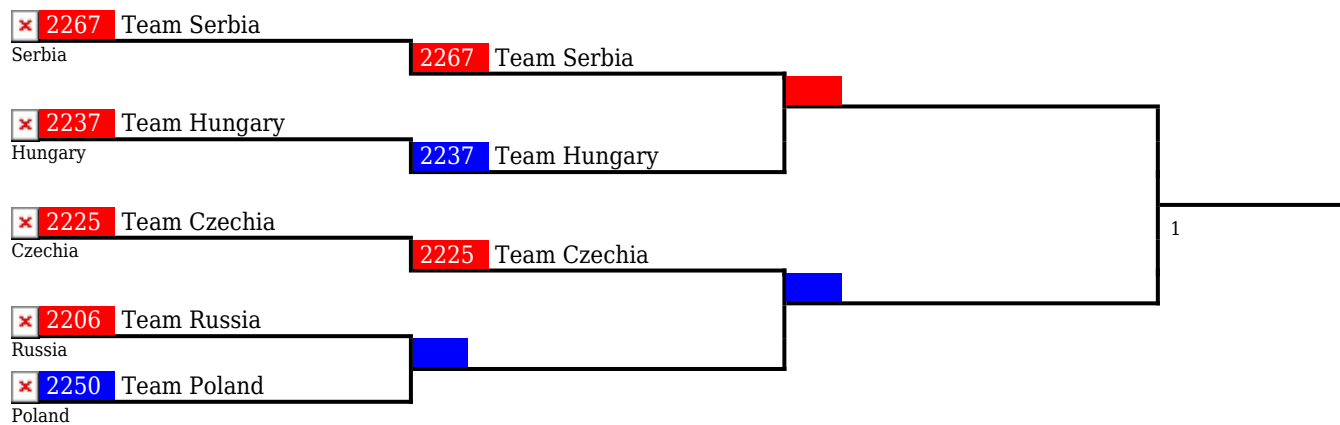 2267 Team Serbia
Serbia
2267 Team Serbia
2237 Team Hungary
Hungary
2237 Team Hungary
2225 Team Czechia
Czechia
2225 Team Czechia
1
2206 Team Russia
Russia
2250 Team Poland
Poland